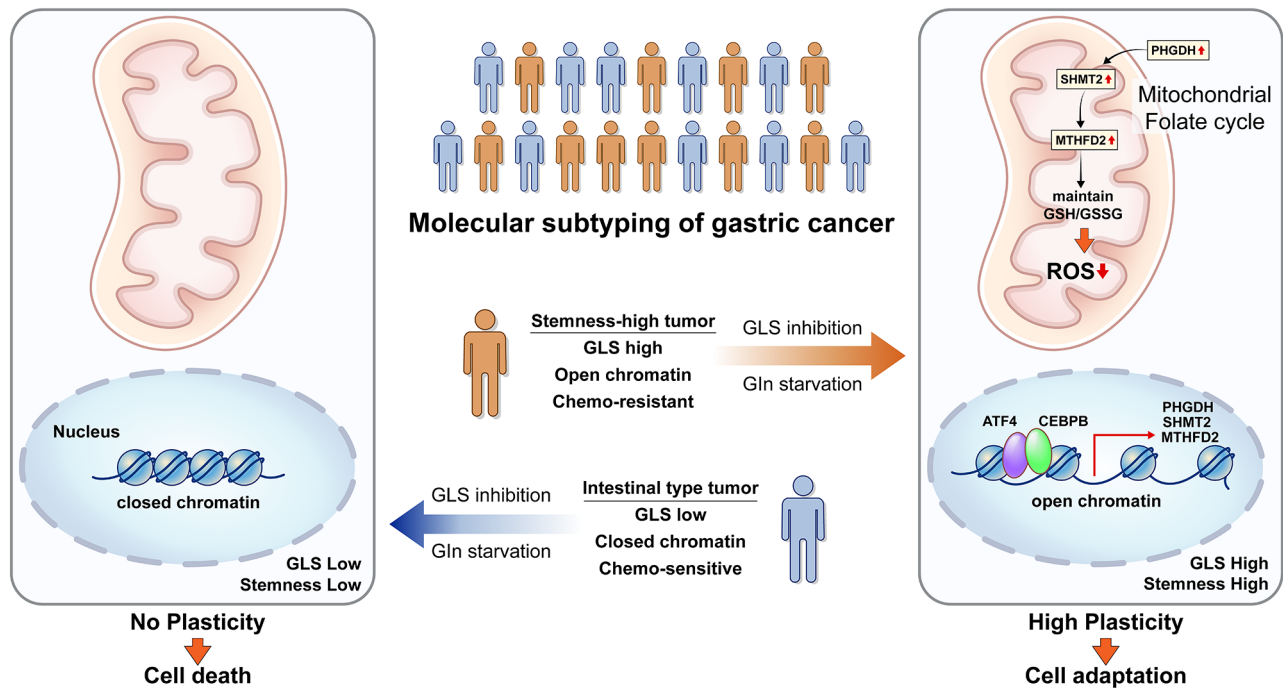 Nucleus
closed chromatin
GLS Low
Stemness Low
No Plasticity
Cell death
Molecular subtyping of gastric cancer
Stemness-high tumor
GLS high
Open chromatin
Chemo-resistant
GLS inhibition
Gln starvation
GLS inhibition
Gln starvation
Intestinal type tumor
GLS low
Closed chromatin
Chemo-sensitive
PHGDH
SHMT2
Mitochondrial
Folate cycle
MTHFD2
maintain
GSH/GSSG
ROS
ATF4
CEBPB
PHGDH
SHMT2
MTHFD2
open chromatin
GLS High
Stemness High
High Plasticity
Cell adaptation